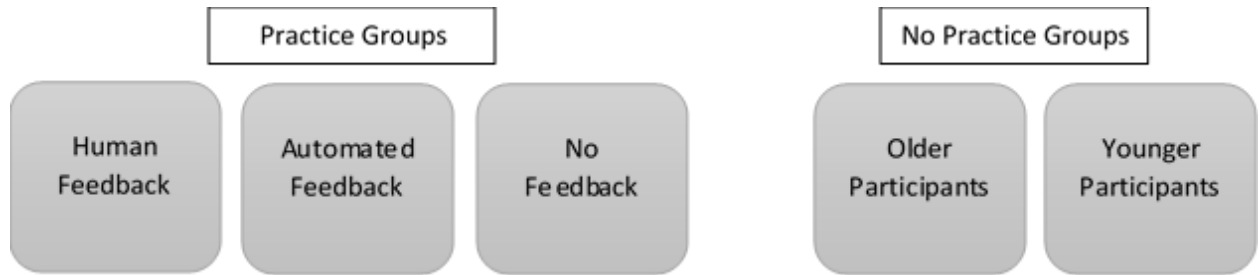 Practice Groups
No Practice Groups
Human
Feedback
Automated
Feedback
No
Feedback
Older
Participants
Younger
Participants